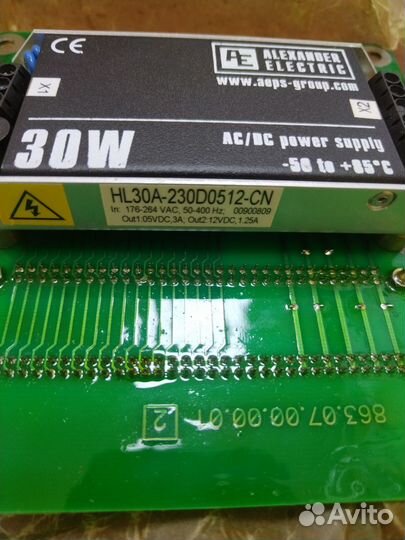 CE
AE ALEXANDER
ELECTRIC
www.aeps-group.com
X1
X2
30W
AC/DC power supply
-50 to +85°C
HL30A-230D0512-CN
In: 176-264 VAC, 50-400 Hz; 00900809
Out1:05VDC,3A; Out2:12VDC,1.25A
863.07.00.00.01
2
Avito